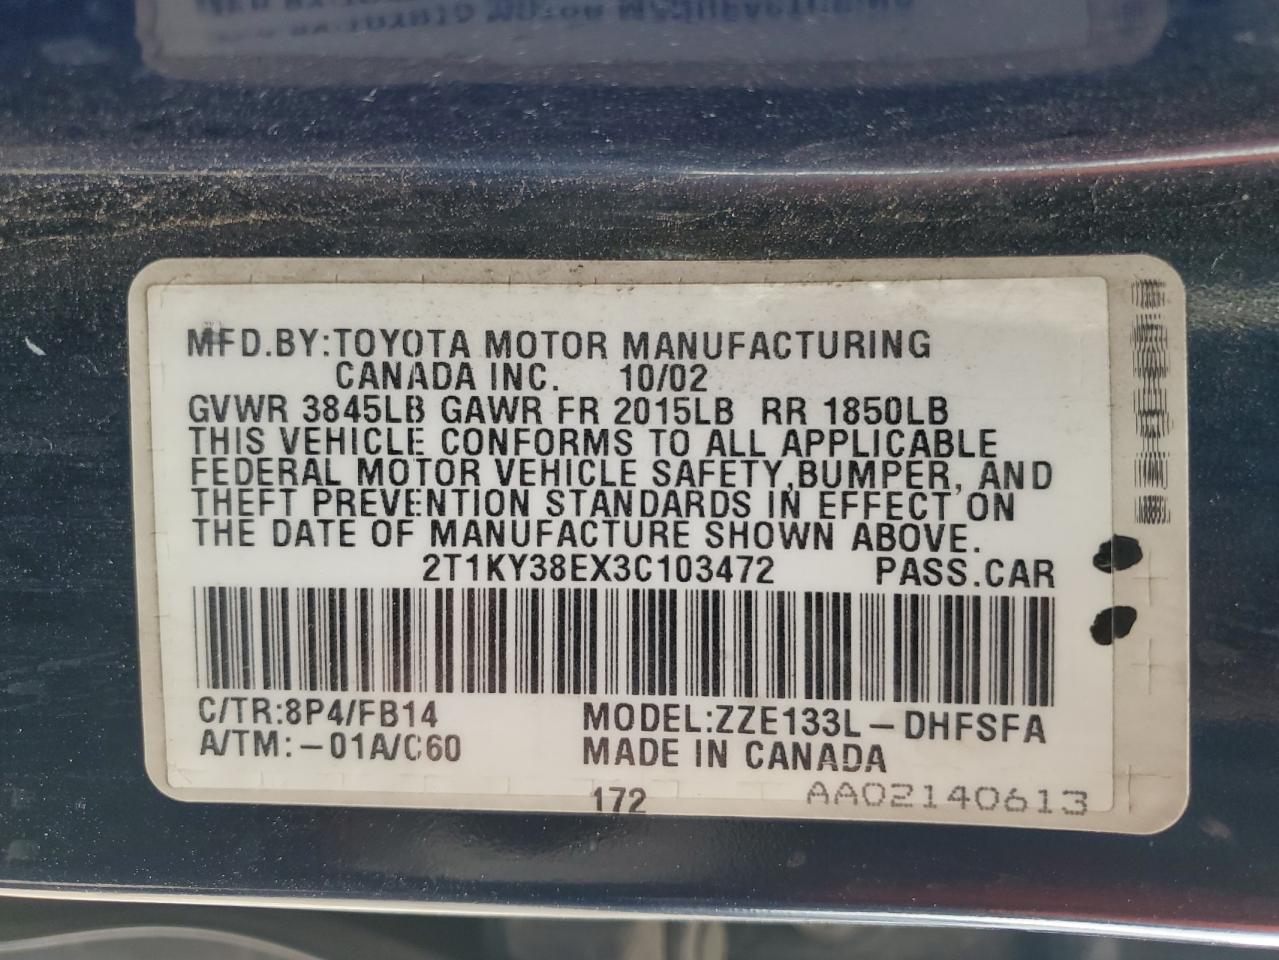 MFD.BY:TOYOTA MOTOR MANUFACTURING
CANADA INC. 10/02
GVWR 3845LB GAWR FR 2015LB RR 1850LB
THIS VEHICLE CONFORMS TO ALL APPLICABLE
FEDERAL MOTOR VEHICLE SAFETY,BUMPER, AND
THEFT PREVENTION STANDARDS IN EFFECT ON
THE DATE OF MANUFACTURE SHOWN ABOVE.
2T1KY38EX3C103472 PASS.CAR
C/TR:8P4/FB14 MODEL:ZZE133L-DHFSFA
A/TM:-01A/C60 MADE IN CANADA
172 AA02140613